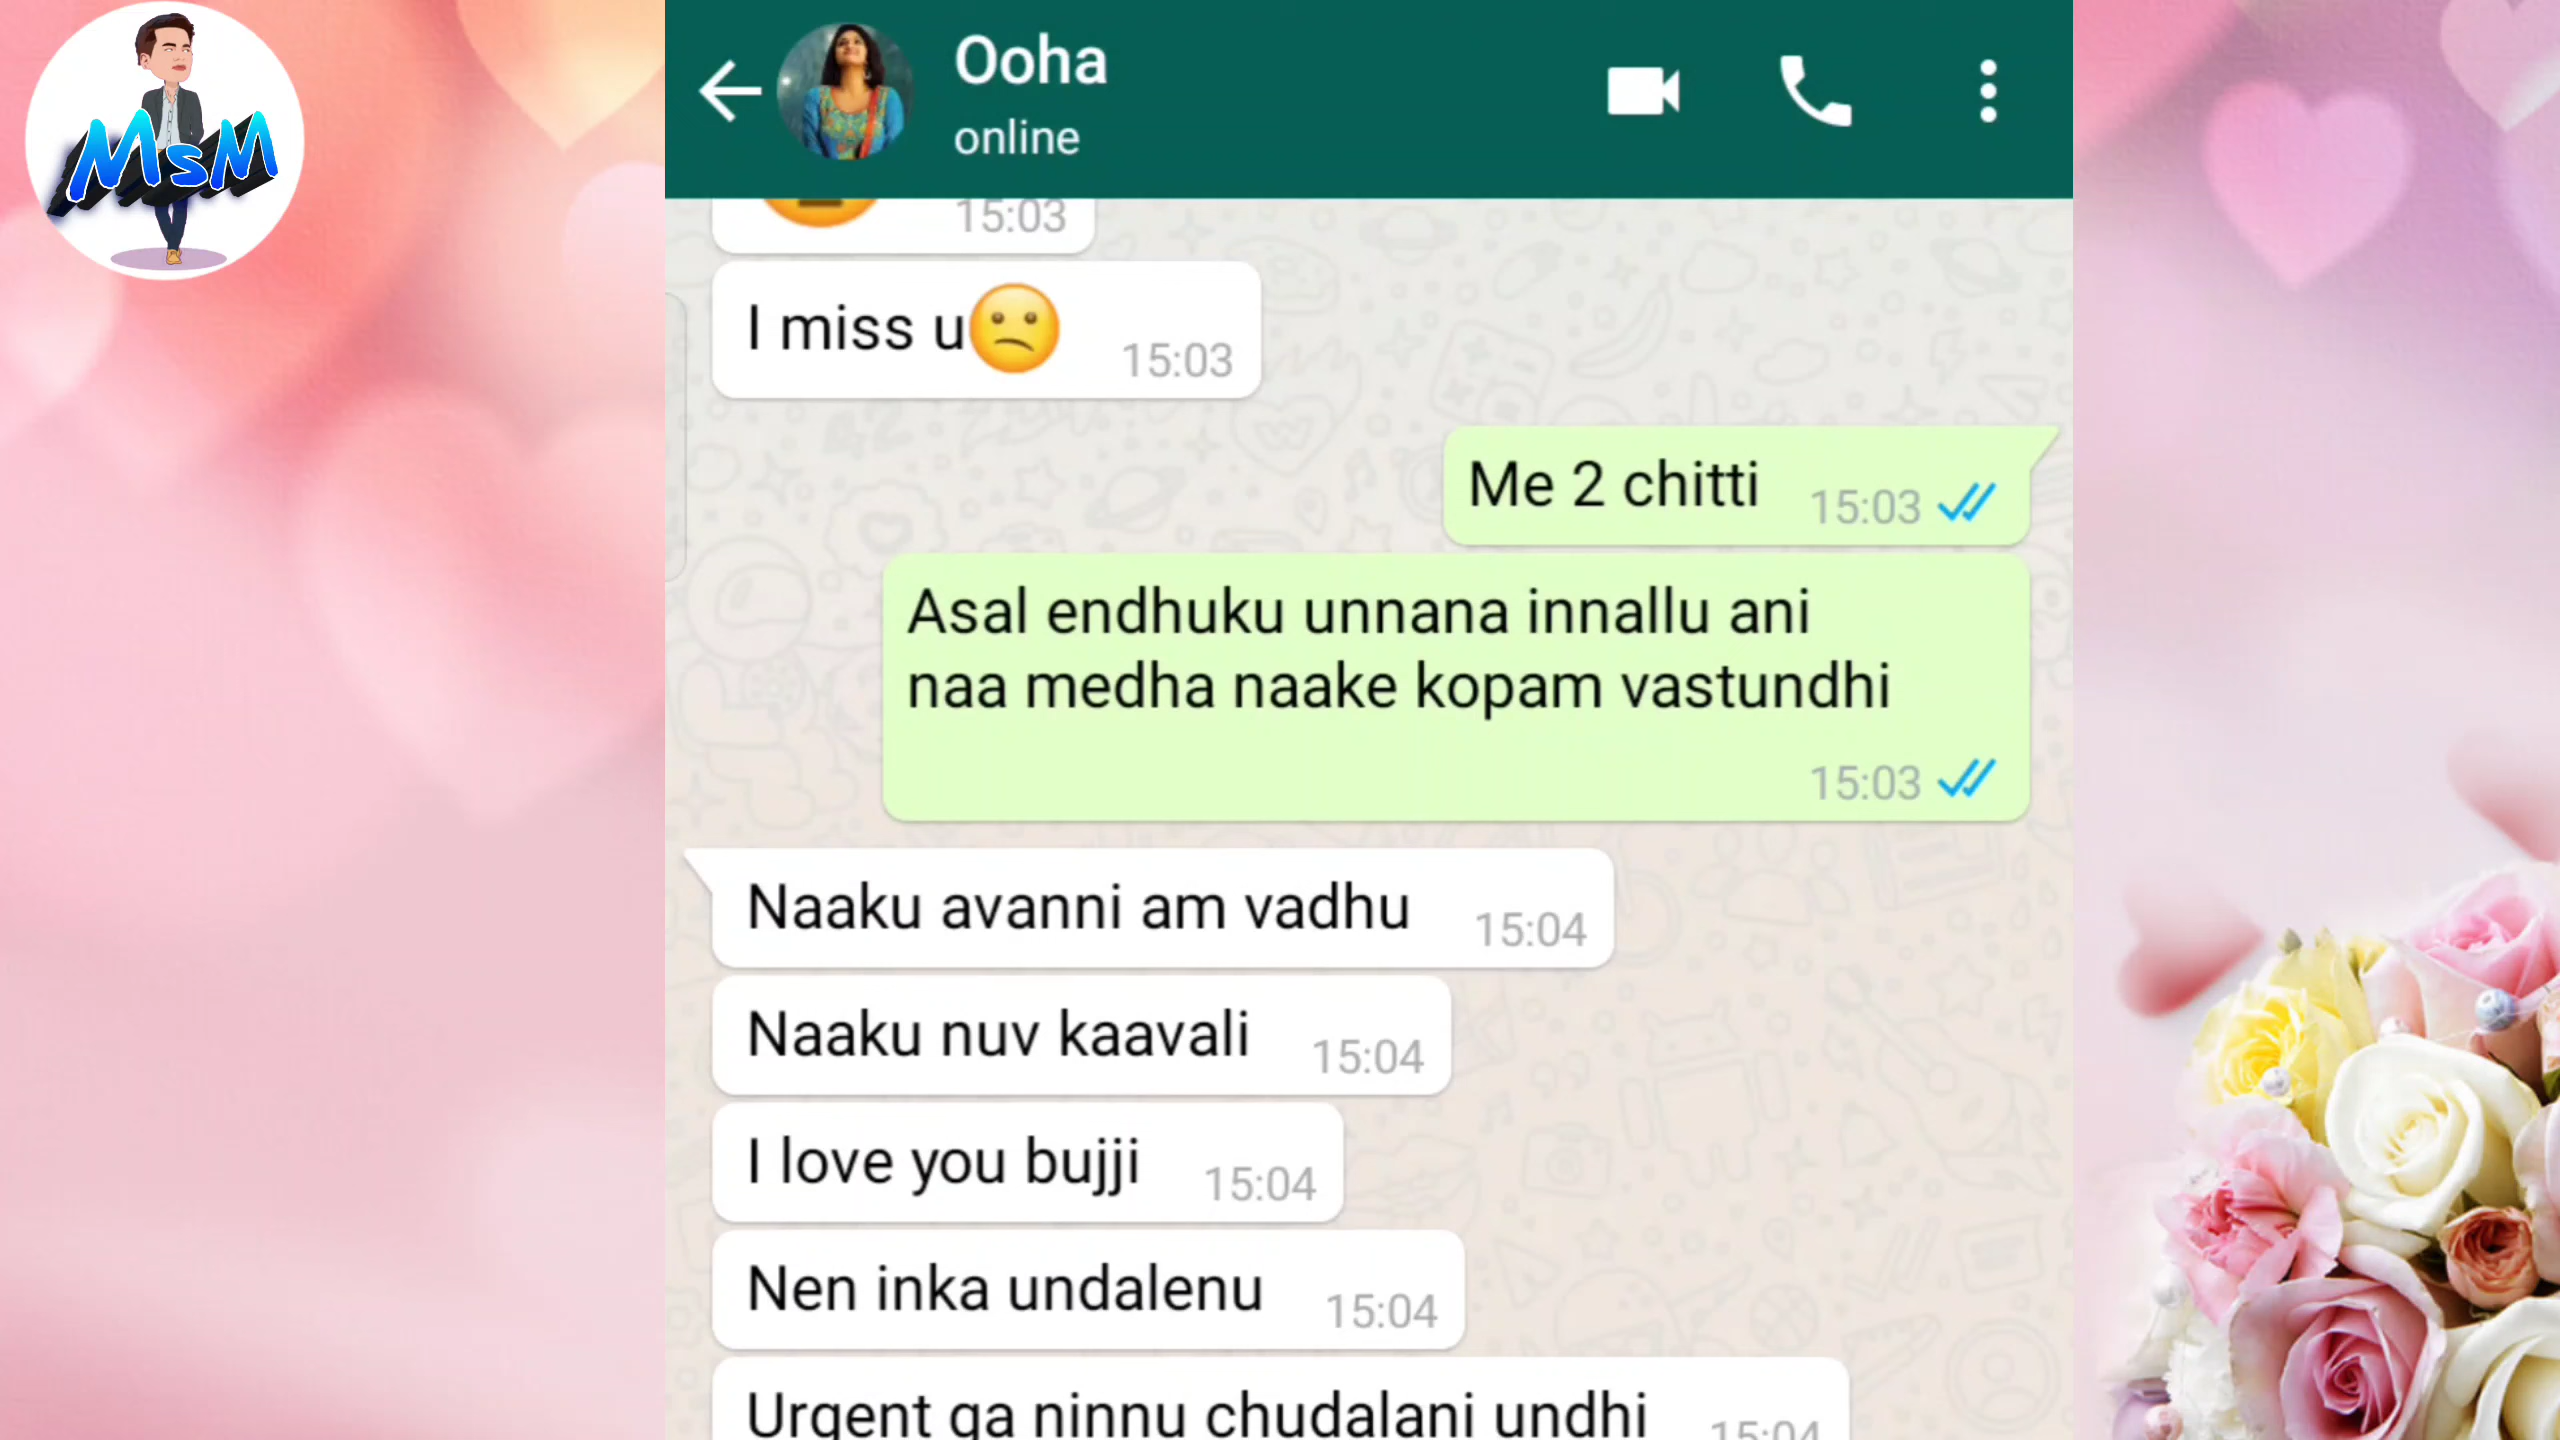 MsM
Ooha
online
15:03
I miss u😕 15:03
Me 2 chitti 15:03
Asal endhuku unnana innallu ani
naa medha naake kopam vastundhi
15:03
Naaku avanni am vadhu 15:04
Naaku nuv kaavali 15:04
I love you bujji 15:04
Nen inka undalenu 15:04
Urgent ga ninnu chudalani undhi 15:04